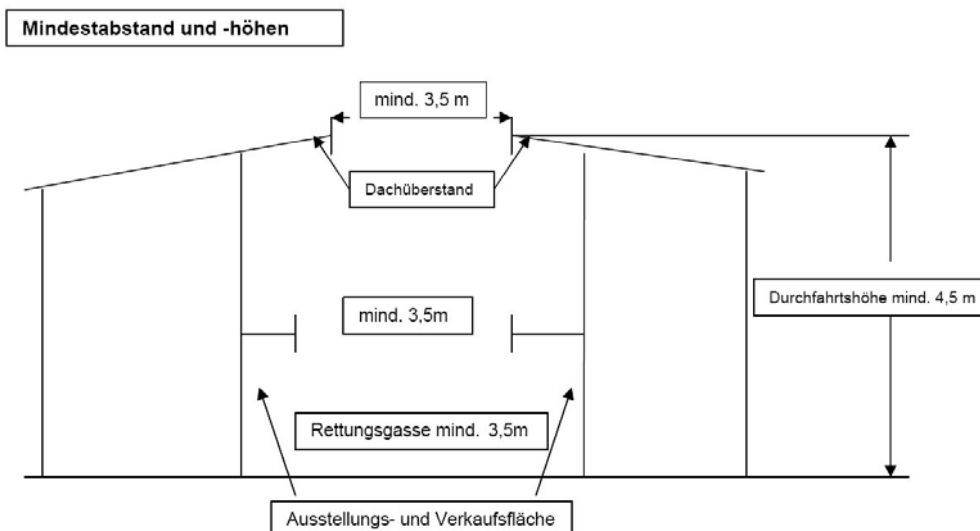 Mindestabstand und -höhen
mind. 3,5 m
Dachüberstand
Durchfahrtshöhe mind. 4,5 m
mind. 3,5m
Rettungsgasse mind. 3,5m
Ausstellungs- und Verkaufsfläche